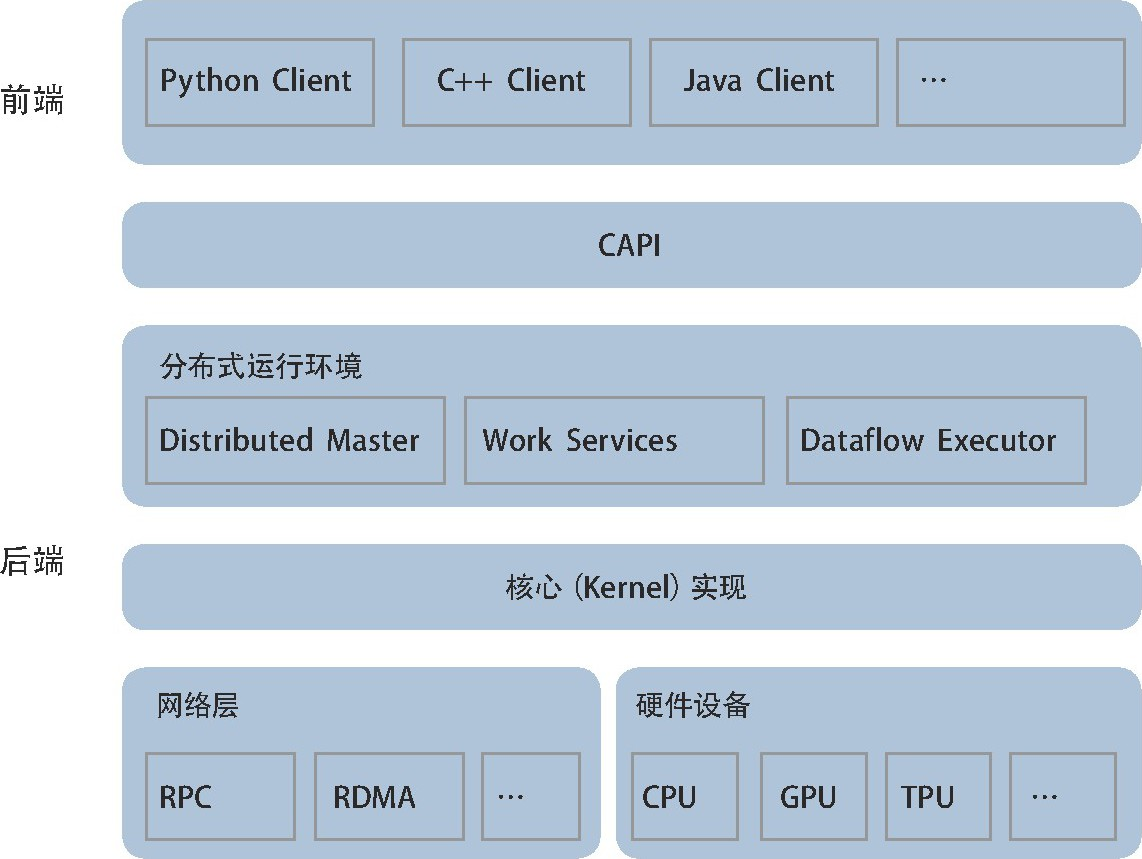 前端
Python Client
C++ Client
Java Client
…
CAPI
分布式运行环境
Distributed Master
Work Services
Dataflow Executor
后端
核心(Kernel)实现
网络层
RPC
RDMA
…
硬件设备
CPU
GPU
TPU
…